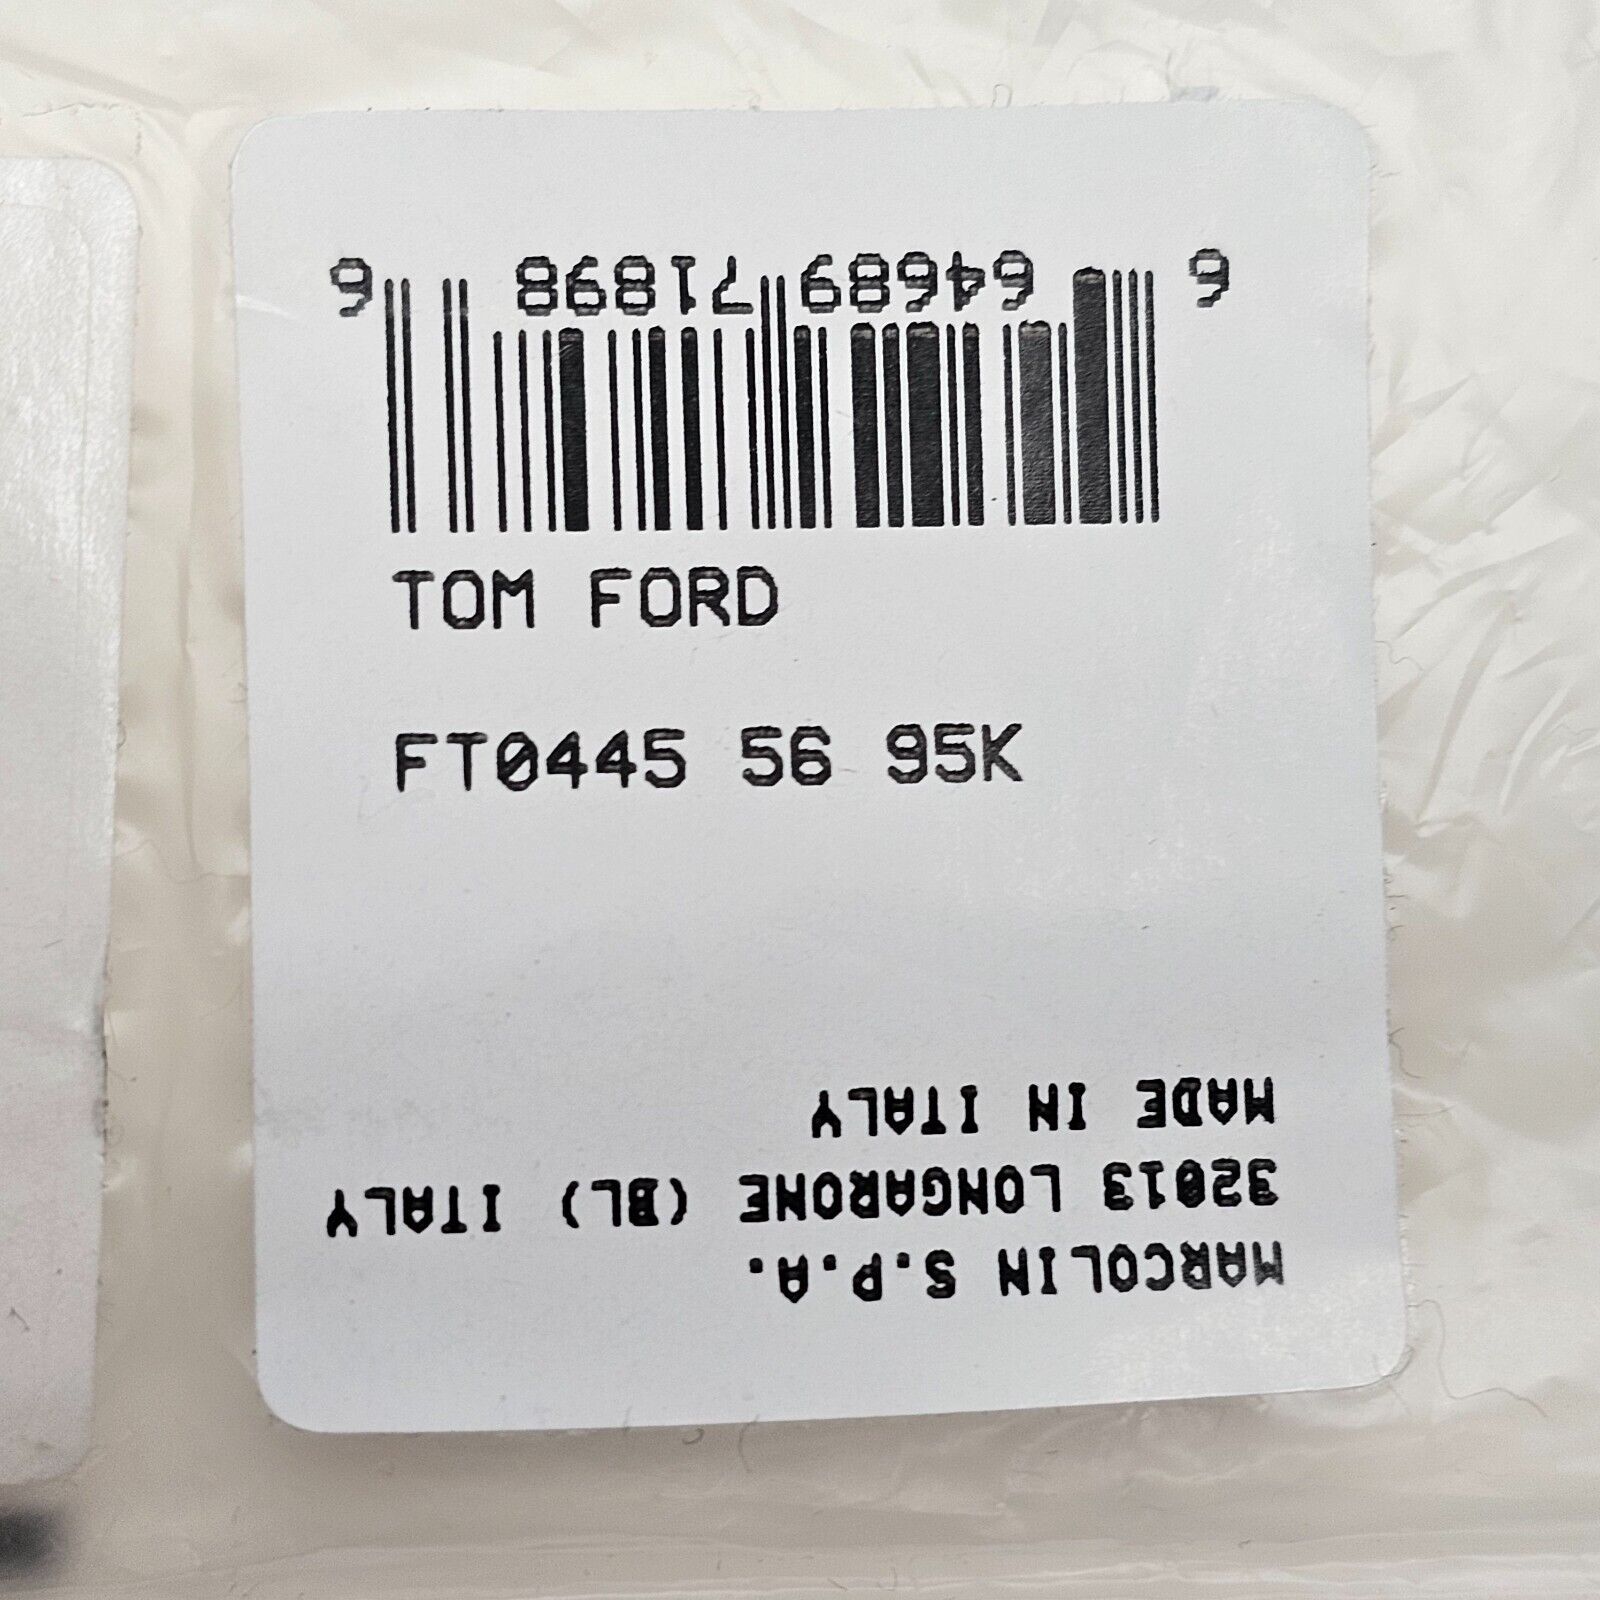 6 64689 71898 6
TOM FORD
FT0445 56 95K
MARCOLIN S.P.A.
32013 LONGARONE (BL) ITALY
MADE IN ITALY